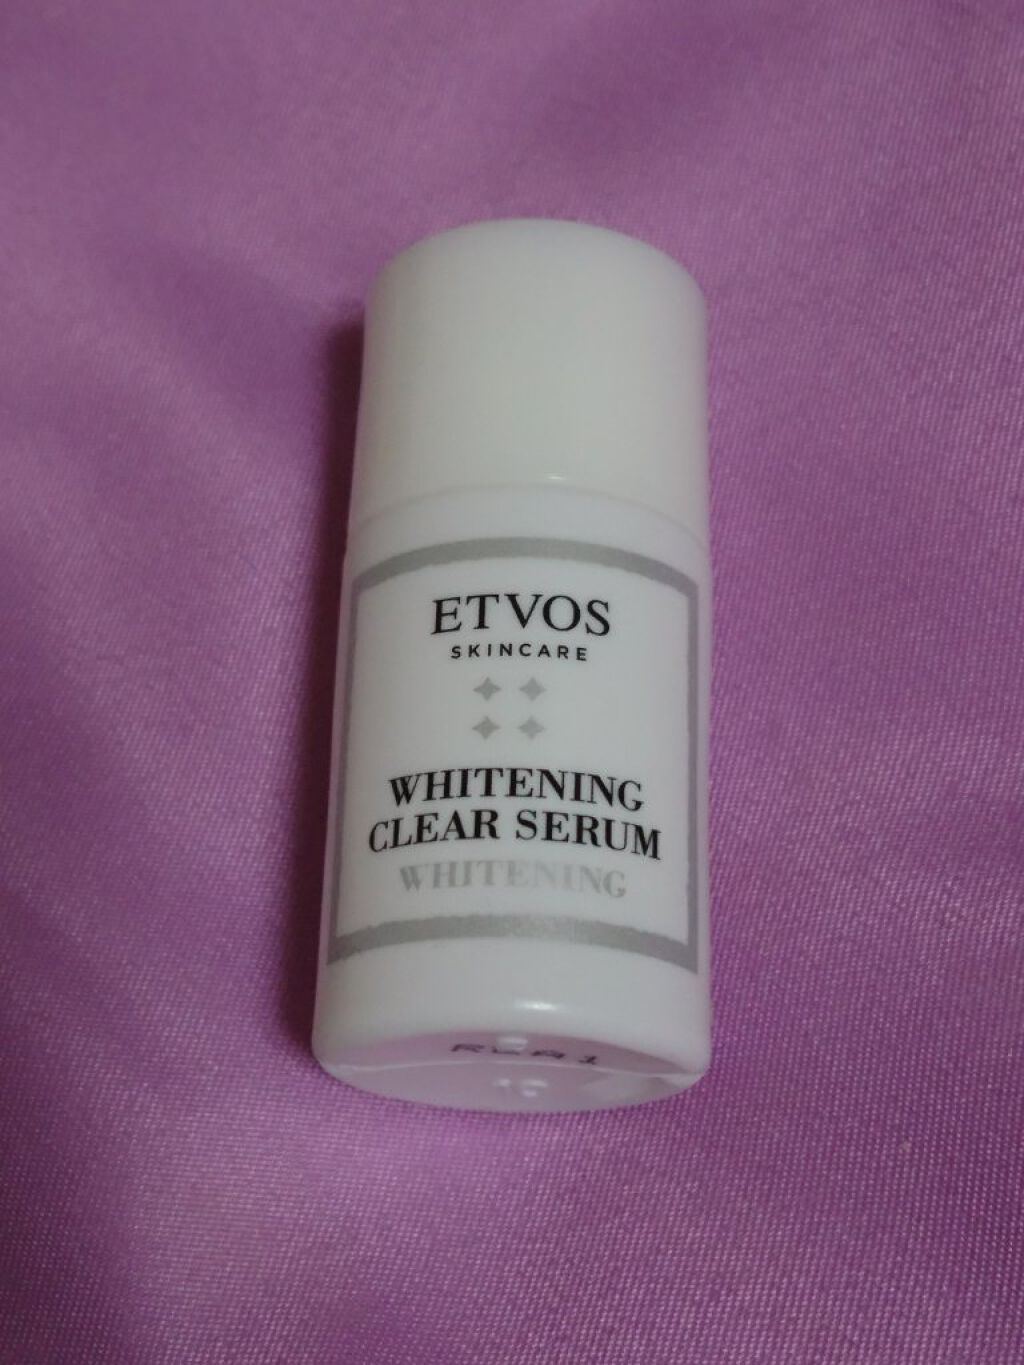 ETVOS
SKINCARE
WHITENING
CLEAR SERUM
WHITENING